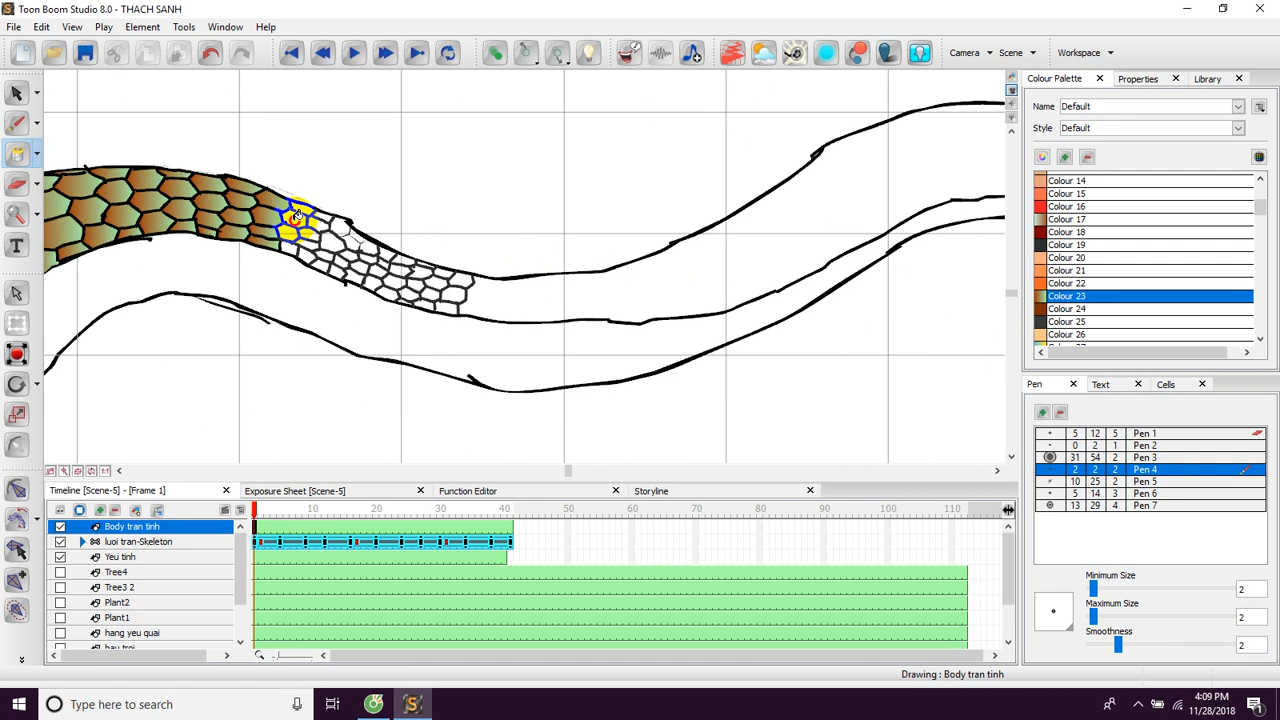 Toon Boom Studio 8.0 - THACH SANH
File Edit View Play Element Tools Window Help
Camera Scene Workspace
Colour Palette Properties Library
Name Default
Style Default
Colour 14
Colour 15
Colour 16
Colour 17
Colour 18
Colour 19
Colour 20
Colour 21
Colour 22
Colour 23
Colour 24
Colour 25
Colour 26
Pen Text Cells
5 12 5 Pen 1
0 2 1 Pen 2
31 54 2 Pen 3
2 2 2 Pen 4
10 25 2 Pen 5
5 14 3 Pen 6
13 29 4 Pen 7
Minimum Size
2
Maximum Size
2
Smoothness
2
Timeline [Scene-5] - [Frame 1] Exposure Sheet [Scene-5] Function Editor Storyline
10 20 30 40 50 60 70 80 90 100 110
Body tran tinh
luoi tran-Skeleton
Yeu tinh
Tree4
Tree3 2
Plant2
Plant1
hang yeu quai
hau troi
Drawing : Body tran tinh
Type here to search
4:09 PM
11/28/2018